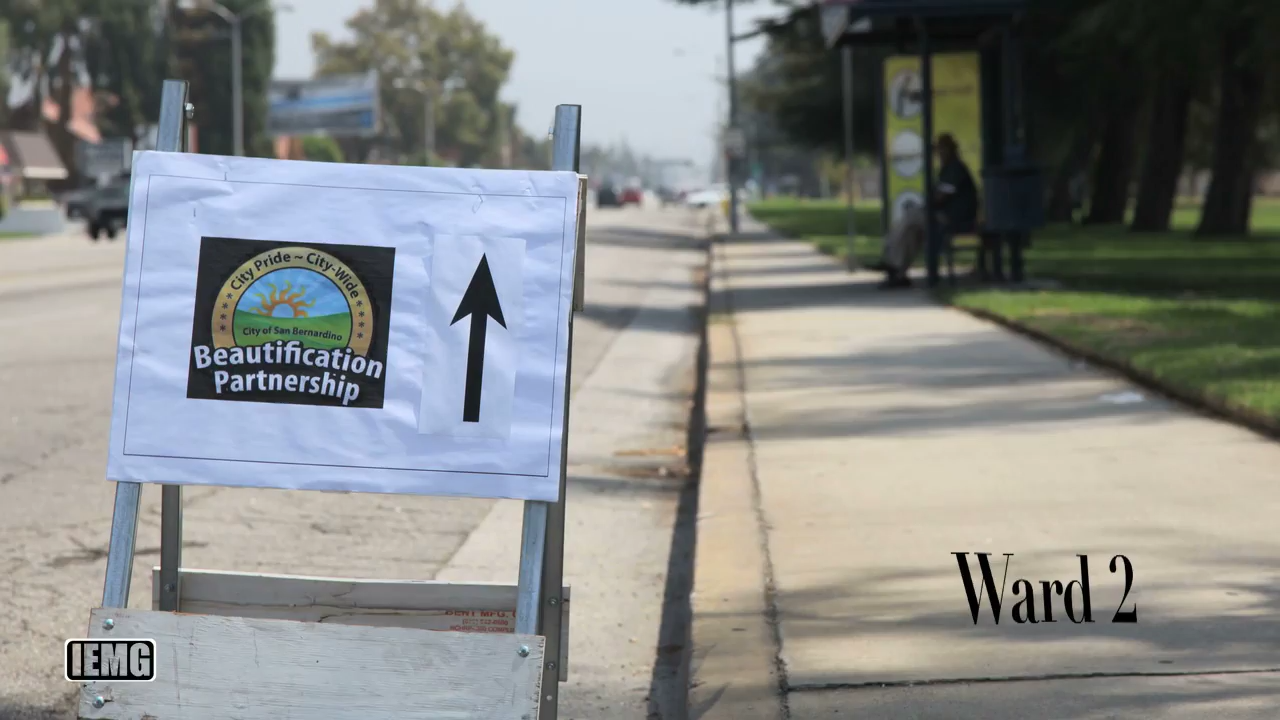 City Pride ~ City-Wide
City of San Bernardino
Beautification
Partnership
Ward 2
IEMG